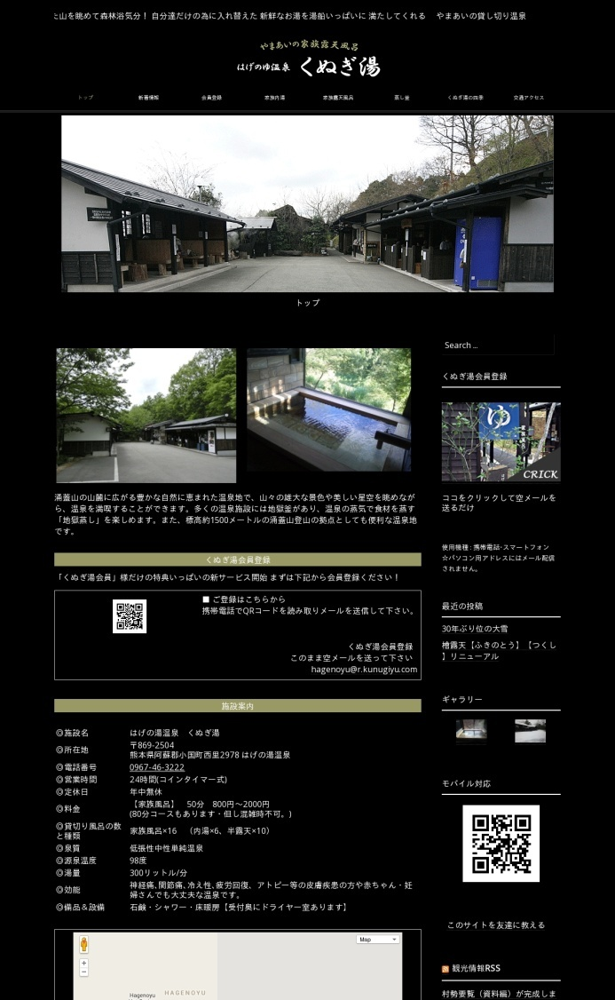 と山を眺めて森林浴気分！ 自分達だけの為に入れ替えた 新鮮なお湯を湯船いっぱいに 満たしてくれる　やまあいの貸し切り温泉
やまあいの家族露天風呂
はげのゆ温泉 くぬぎ湯
トップ 新着情報 会員登録 家族内湯 家族露天風呂 蒸し釜 くぬぎ湯の四季 交通アクセス
トップ
涌蓋山の山麓に広がる豊かな自然に恵まれた温泉地で、山々の雄大な景色や美しい星空を眺めなが
ら、温泉を満喫することができます。多くの温泉施設には地獄釜があり、温泉の蒸気で食材を蒸す
「地獄蒸し」を楽しめます。また、標高約1500メートルの涌蓋山登山の拠点としても便利な温泉地
です。
くぬぎ湯会員登録
「くぬぎ湯会員」様だけの特典いっぱいの新サービス開始 まずは下記から会員登録ください！
■ ご登録はこちらから
携帯電話でQRコードを読み取りメールを送信して下さい。
くぬぎ湯会員登録
このまま空メールを送って下さい
hagenoyu@r.kunugiyu.com
施設案内
◎施設名 はげの湯温泉　くぬぎ湯
◎所在地 〒869-2504
熊本県阿蘇郡小国町西里2978 はげの湯温泉
◎電話番号 0967-46-3222
◎営業時間 24時間(コインタイマー式)
◎定休日 年中無休
◎料金 【家族風呂】　50分　800円～2000円
(80分コースもあります・但し混雑時不可。)
◎貸切り風呂の数
と種類 家族風呂×16　（内湯×6、半露天×10）
◎泉質 低張性中性単純温泉
◎源泉温度 98度
◎湯量 300リットル/分
◎効能 神経痛､関節痛､冷え性､疲労回復、アトピー等の皮膚疾患の方や赤ちゃん・妊
婦さんでも大丈夫な温泉です。
◎備品＆設備 石鹸・シャワー・床暖房【受付奥にドライヤー室あります】
Map
+
−
Hagenoyu
HAGENOYU
Search ...
くぬぎ湯会員登録
ゆ
CRICK
ココをクリックして空メールを
送るだけ
使用機種：携帯電話･スマートフォン
☆パソコン用アドレスにはメール配信
されません。
最近の投稿
30年ぶり位の大雪
檜露天【ふきのとう】【つくし
】リニューアル
ギャラリー
モバイル対応
このサイトを友達に教える
観光情報RSS
村勢要覧（資料編）が完成しま